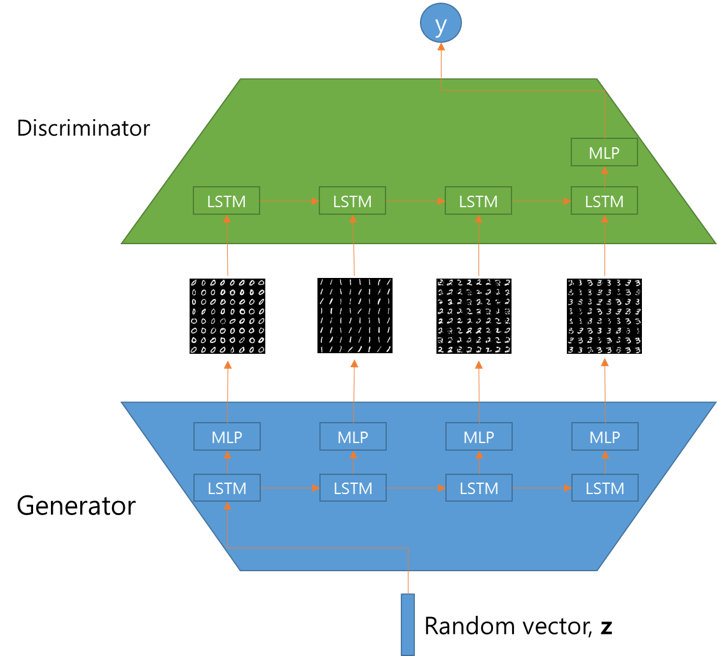 y
Discriminator
MLP
LSTM LSTM LSTM LSTM
MLP MLP MLP MLP
LSTM LSTM LSTM LSTM
Generator
Random vector, z